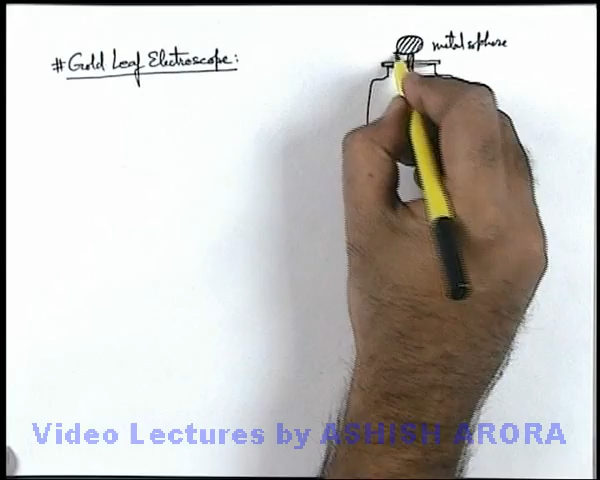 # Gold Leaf Electroscope:
metal sphere
Video Lectures by ASHISH ARORA